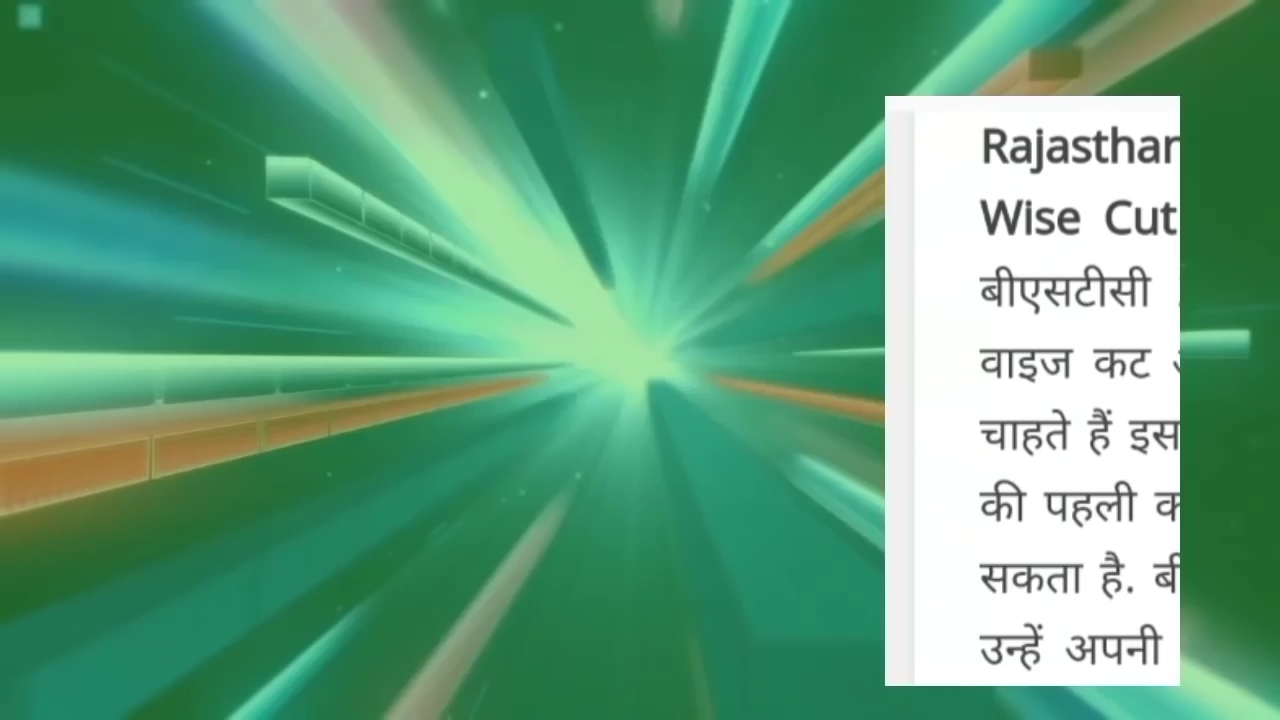 Rajasthan
Wise Cut
बीएसटीसी
वाइज कट
चाहते हैं इस
की पहली
सकता है.
उन्हें अपनी